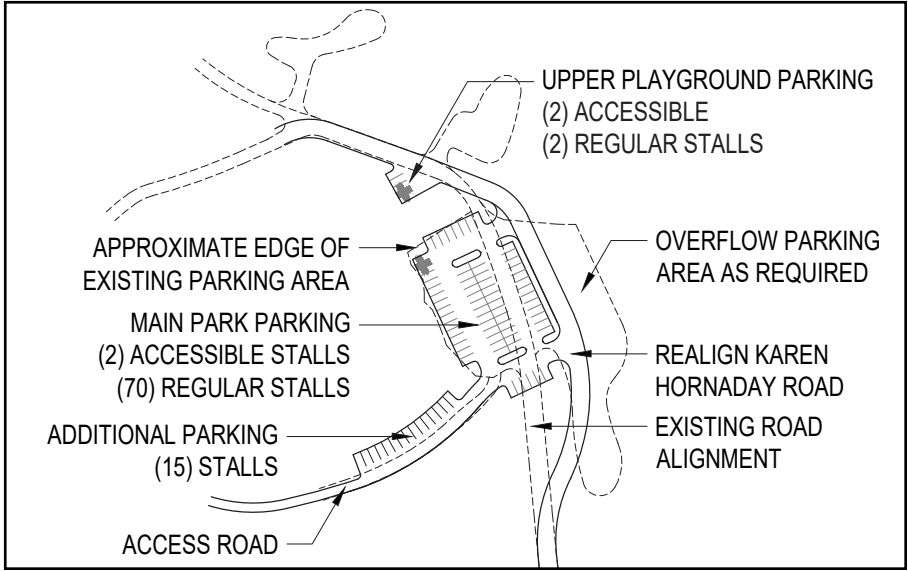 UPPER PLAYGROUND PARKING
(2) ACCESSIBLE
(2) REGULAR STALLS
APPROXIMATE EDGE OF
EXISTING PARKING AREA
MAIN PARK PARKING
(2) ACCESSIBLE STALLS
(70) REGULAR STALLS
ADDITIONAL PARKING
(15) STALLS
ACCESS ROAD
OVERFLOW PARKING
AREA AS REQUIRED
REALIGN KAREN
HORNADAY ROAD
EXISTING ROAD
ALIGNMENT